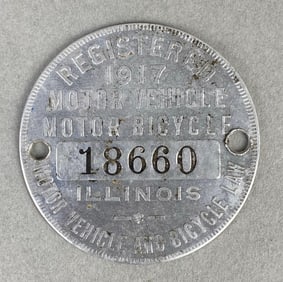 REGISTERED
1917
MOTOR VEHICLE
MOTOR BICYCLE
18660
ILLINOIS
MOTOR VEHICLE AND BICYCLE LAW